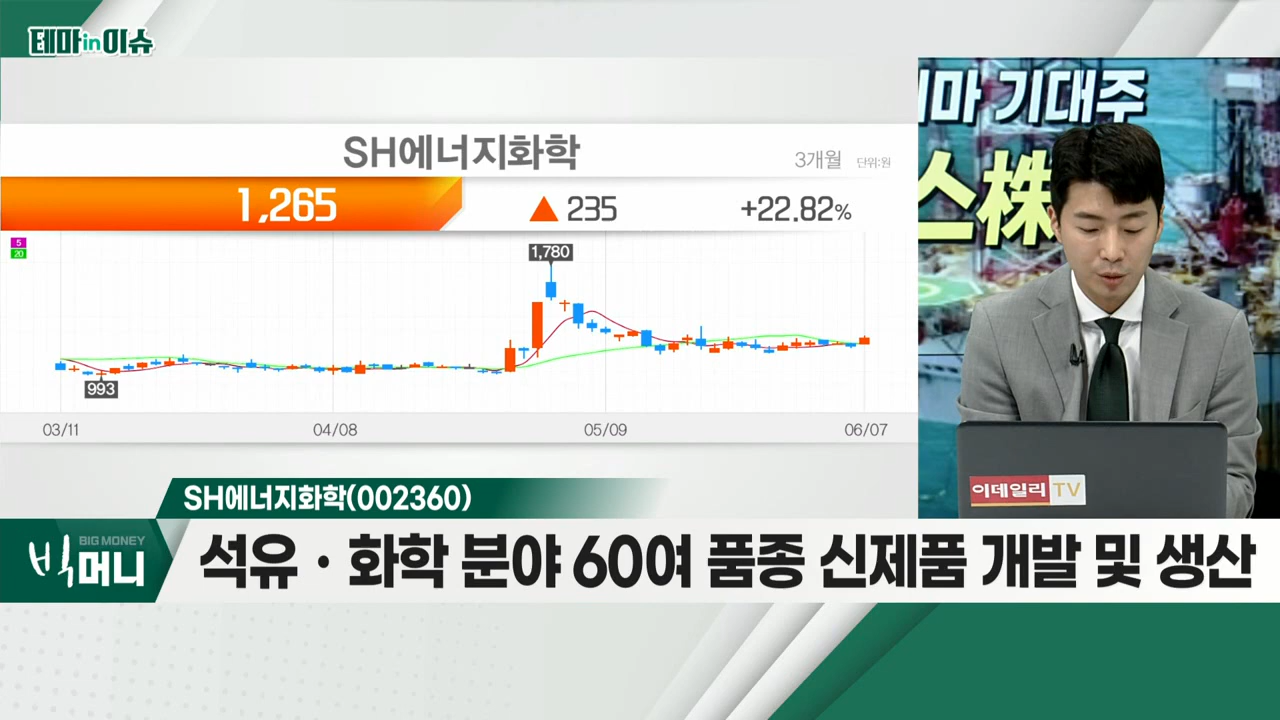 테마in이슈
마 기대주
스株
SH에너지화학
3개월 단위:원
1,265 ▲ 235 +22.82%
5
20
1,780
993
03/11 04/08 05/09 06/07
이데일리 TV
SH에너지화학(002360)
BIG MONEY
빅머니
석유·화학 분야 60여 품종 신제품 개발 및 생산